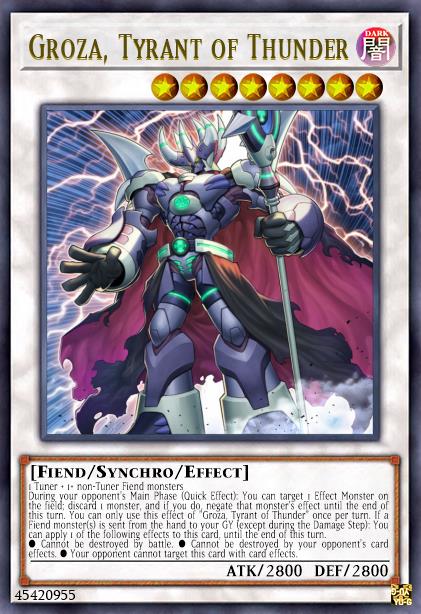 GROZA, TYRANT OF THUNDER
DARK
闇
[FIEND/SYNCHRO/EFFECT]
1 Tuner + 1+ non-Tuner Fiend monsters
During your opponent's Main Phase (Quick Effect): You can target 1 Effect Monster on
the field; discard 1 monster, and if you do, negate that monster's effect until the end of
this turn. You can only use this effect of "Groza, Tyrant of Thunder" once per turn. If a
Fiend monster(s) is sent from the hand to your GY (except during the Damage Step): You
can apply 1 of the following effects to this card, until the end of this turn.
● Cannot be destroyed by battle. ● Cannot be destroyed by your opponent's card
effects. ● Your opponent cannot target this card with card effects.
ATK/2800 DEF/2800
45420955